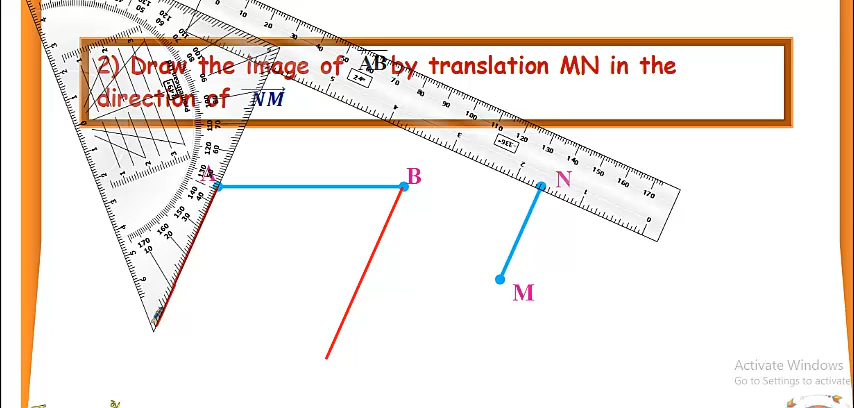 2) Draw the image of AB by translation MN in the
direction of NM
A
B
N
M
Activate Windows
Go to Settings to activate